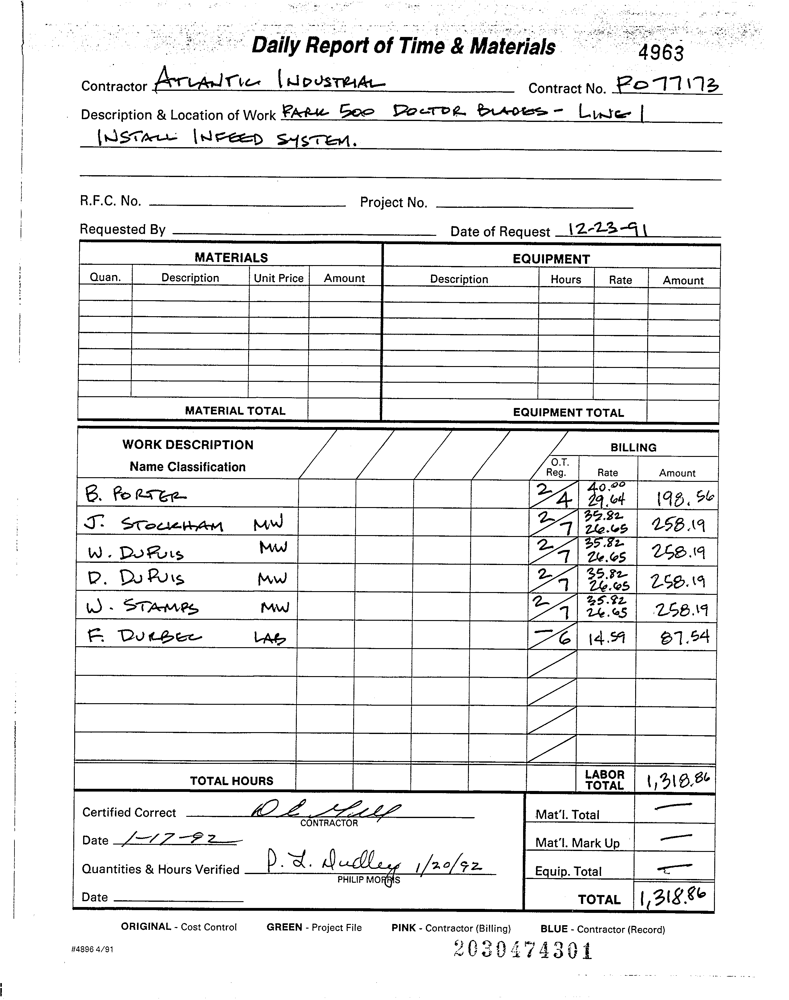 Daily Report of Time & Materials 4963
Contractor ATLANTIC INDUSTRIAL Contract No. PO77173
Description & Location of Work PARK 500 DOCTOR BLADES - LINE 1
INSTALL INFEED SYSTEM.
R.F.C. No. Project No.
Requested By Date of Request 12-23-91
MATERIALS EQUIPMENT
Quan. Description Unit Price Amount Description Hours Rate Amount
MATERIAL TOTAL EQUIPMENT TOTAL
WORK DESCRIPTION BILLING
Name Classification O.T. Reg. Rate Amount
B. PORTER 2/4 40.00 29.64 198.56
J. STOCKHAM MW 2/7 35.82 26.65 258.19
W. DUPUIS MW 2/7 35.82 26.65 258.19
D. DUPUIS MW 2/7 35.82 26.65 258.19
W. STAMPS MW 2/7 35.82 26.65 258.19
F. DURBEC LAB -/6 14.59 87.54
TOTAL HOURS LABOR TOTAL 1,318.86
Certified Correct Mat'l. Total —
CONTRACTOR
Date 1-17-92 Mat'l. Mark Up —
Quantities & Hours Verified P. L. Dudley 1/20/92 Equip. Total —
PHILIP MORRIS
Date TOTAL 1,318.86
ORIGINAL - Cost Control GREEN - Project File PINK - Contractor (Billing) BLUE - Contractor (Record)
#4896 4/91 2030474301